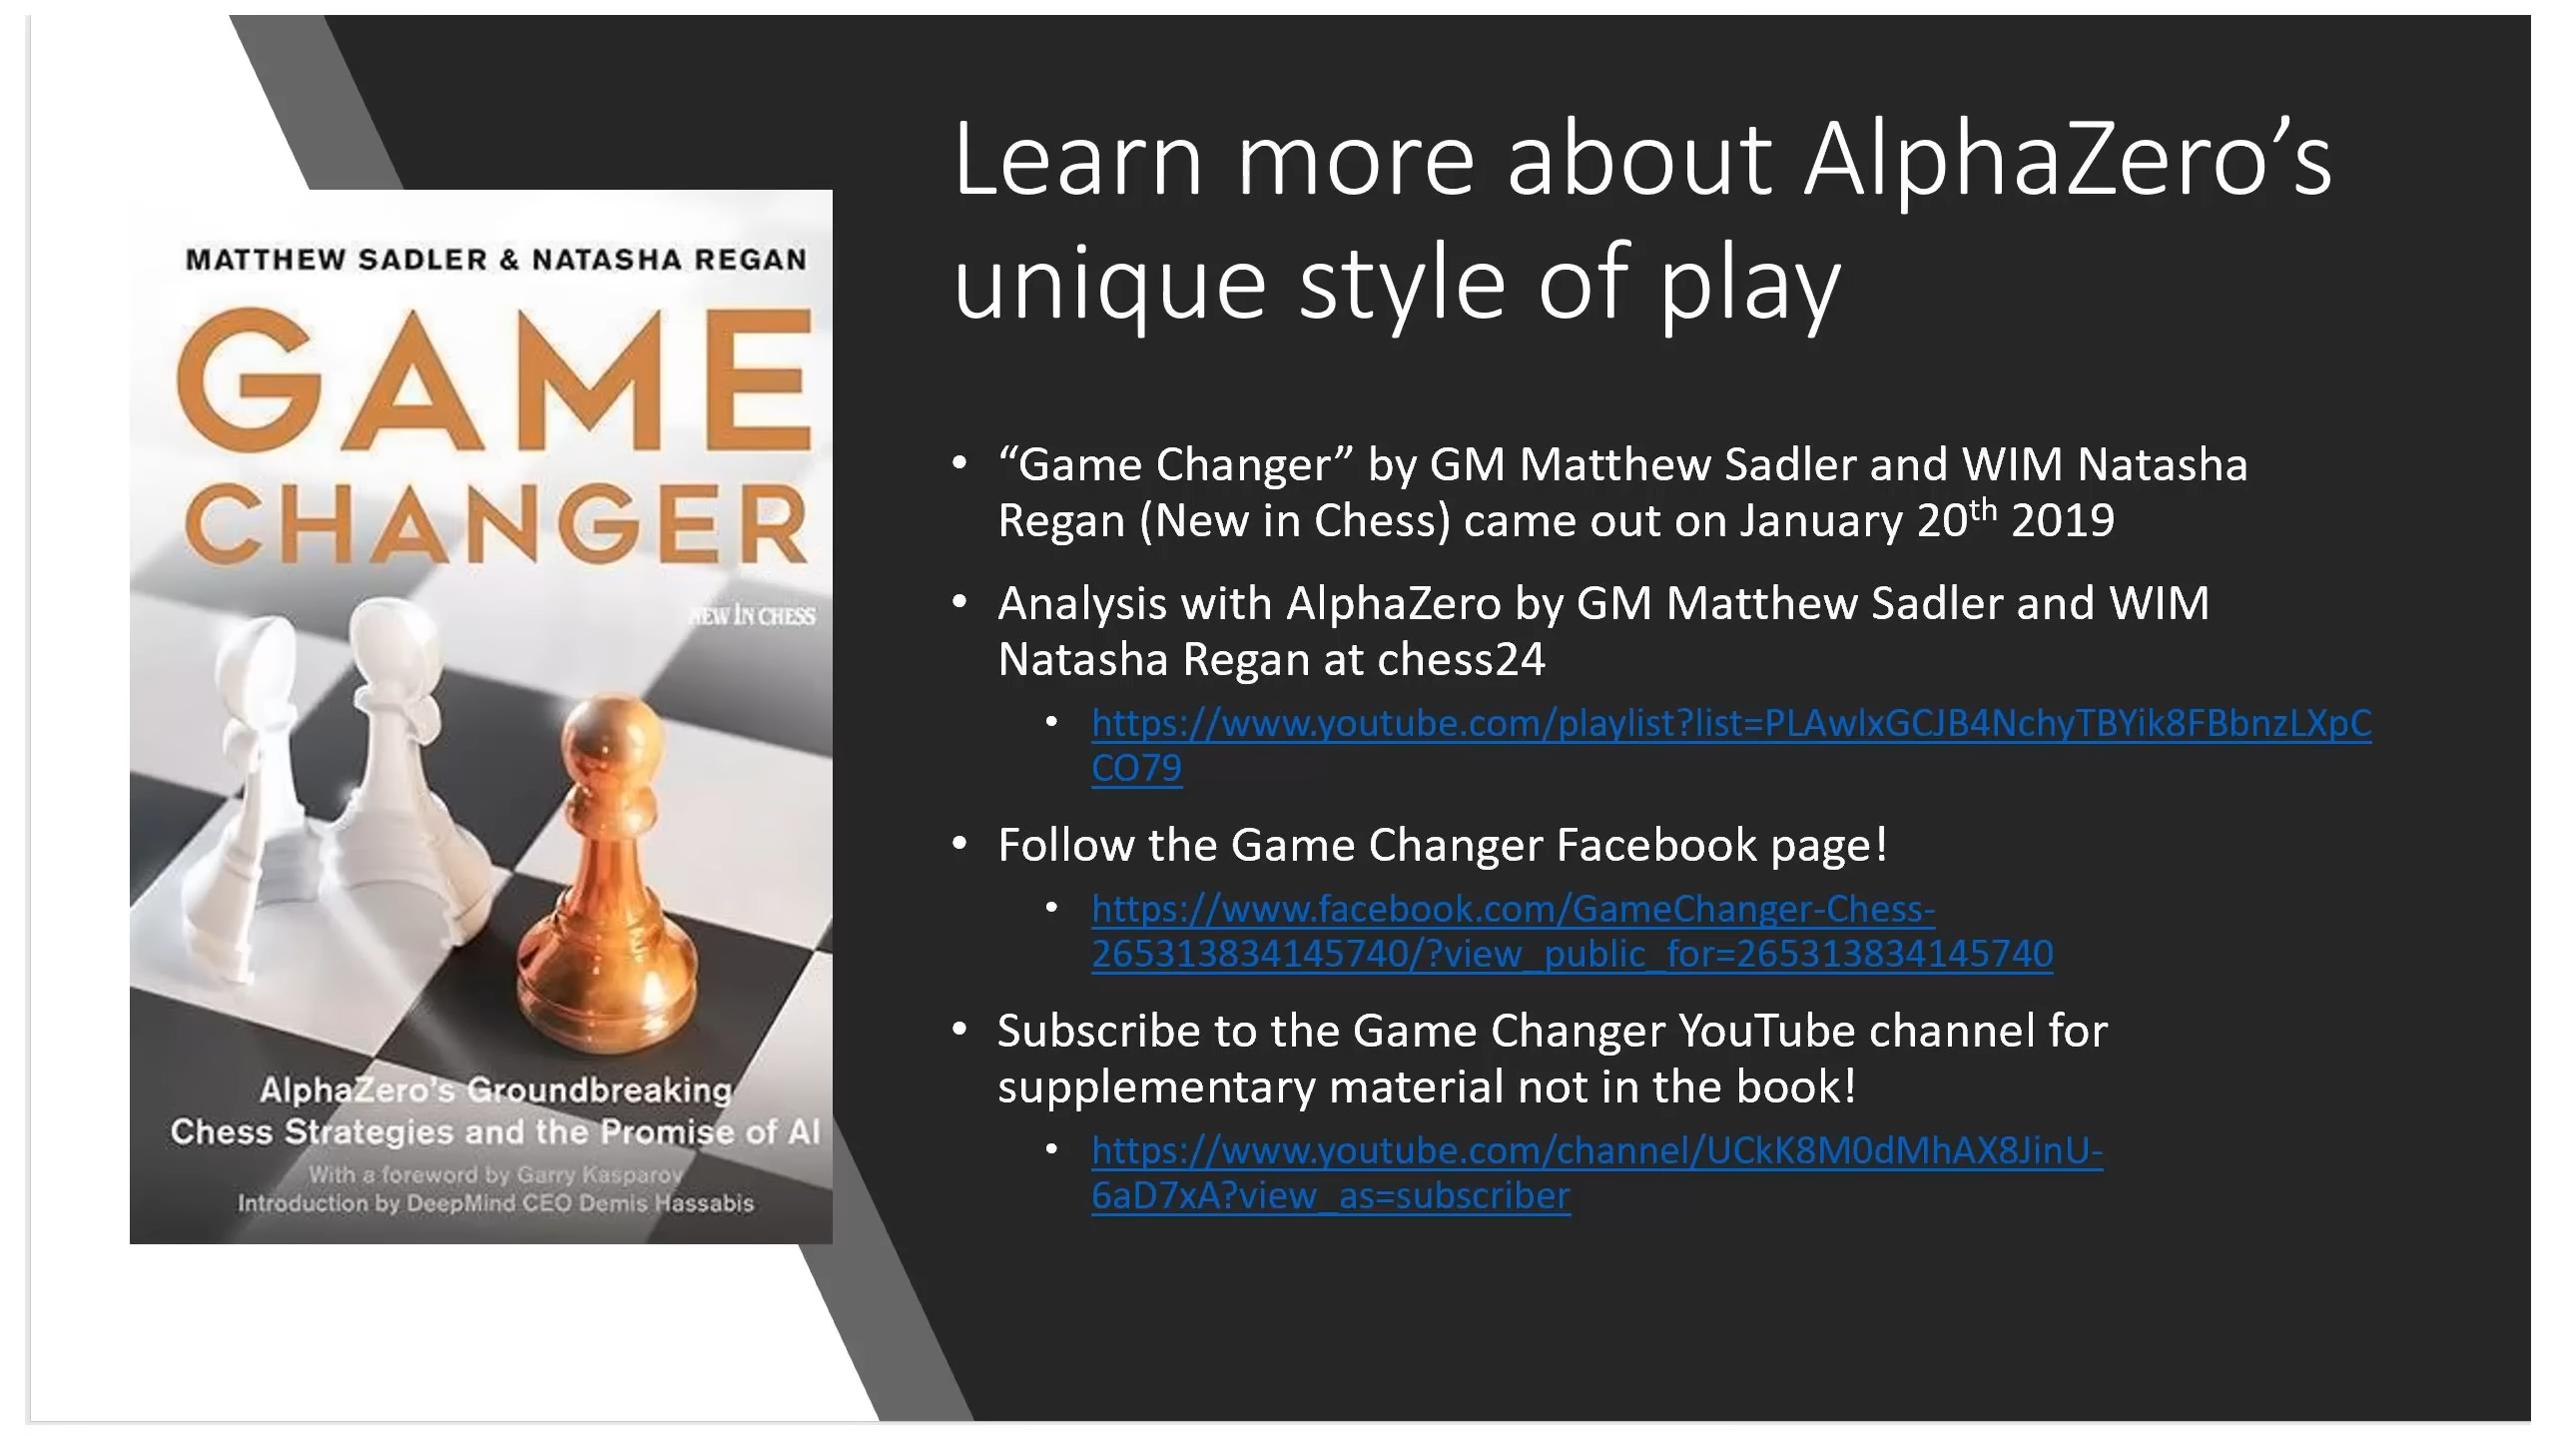 MATTHEW SADLER & NATASHA REGAN
GAME
CHANGER
NEW IN CHESS
AlphaZero's Groundbreaking
Chess Strategies and the Promise of AI
With a foreword by Garry Kasparov
Introduction by DeepMind CEO Demis Hassabis
Learn more about AlphaZero’s
unique style of play
• “Game Changer” by GM Matthew Sadler and WIM Natasha
Regan (New in Chess) came out on January 20th 2019
• Analysis with AlphaZero by GM Matthew Sadler and WIM
Natasha Regan at chess24
• https://www.youtube.com/playlist?list=PLAwlxGCJB4NchyTBYik8FBbnzLXpC
CO79
• Follow the Game Changer Facebook page!
• https://www.facebook.com/GameChanger-Chess-
265313834145740/?view_public_for=265313834145740
• Subscribe to the Game Changer YouTube channel for
supplementary material not in the book!
• https://www.youtube.com/channel/UCkK8M0dMhAX8JinU-
6aD7xA?view_as=subscriber